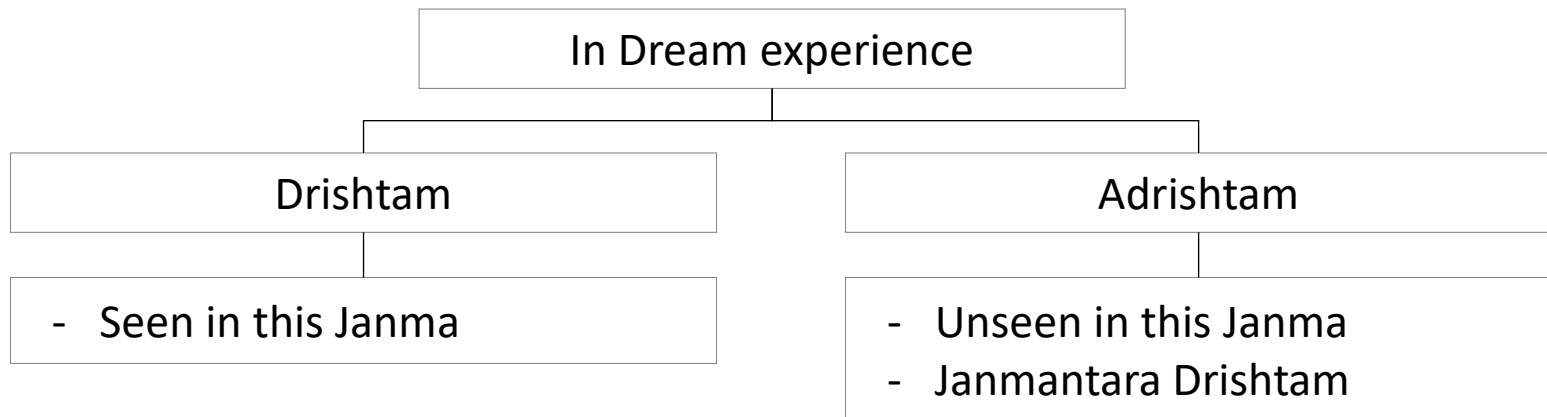 In Dream experience
Drishtam
Adrishtam
- Seen in this Janma
- Unseen in this Janma
- Janmantara Drishtam